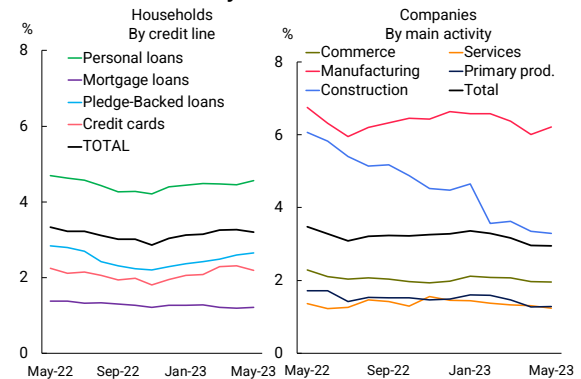 Households
By credit line
%
8
6
4
2
0
Personal loans
Mortgage loans
Pledge-Backed loans
Credit cards
TOTAL
May-22
Sep-22
Jan-23
May-23
Companies
By main activity
%
8
6
4
2
0
Commerce
Services
Manufacturing
Primary prod.
Construction
Total
May-22
Sep-22
Jan-23
May-23